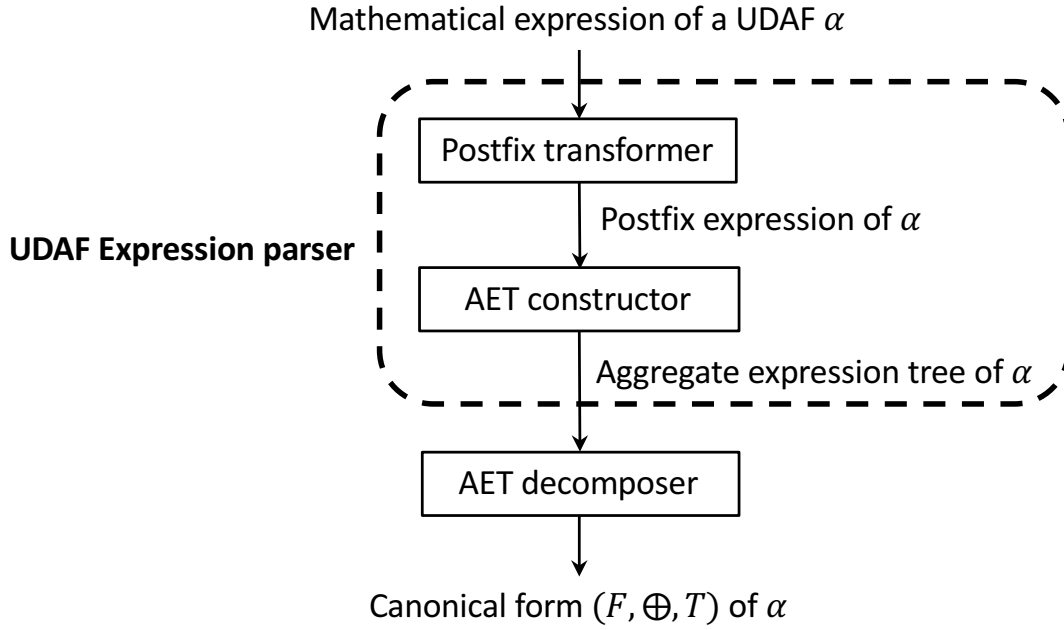 Mathematical expression of a UDAF 𝛼
Postfix transformer
Postfix expression of 𝛼
UDAF Expression parser
AET constructor
Aggregate expression tree of 𝛼
AET decomposer
Canonical form (𝐹, ⊕, 𝑇) of 𝛼